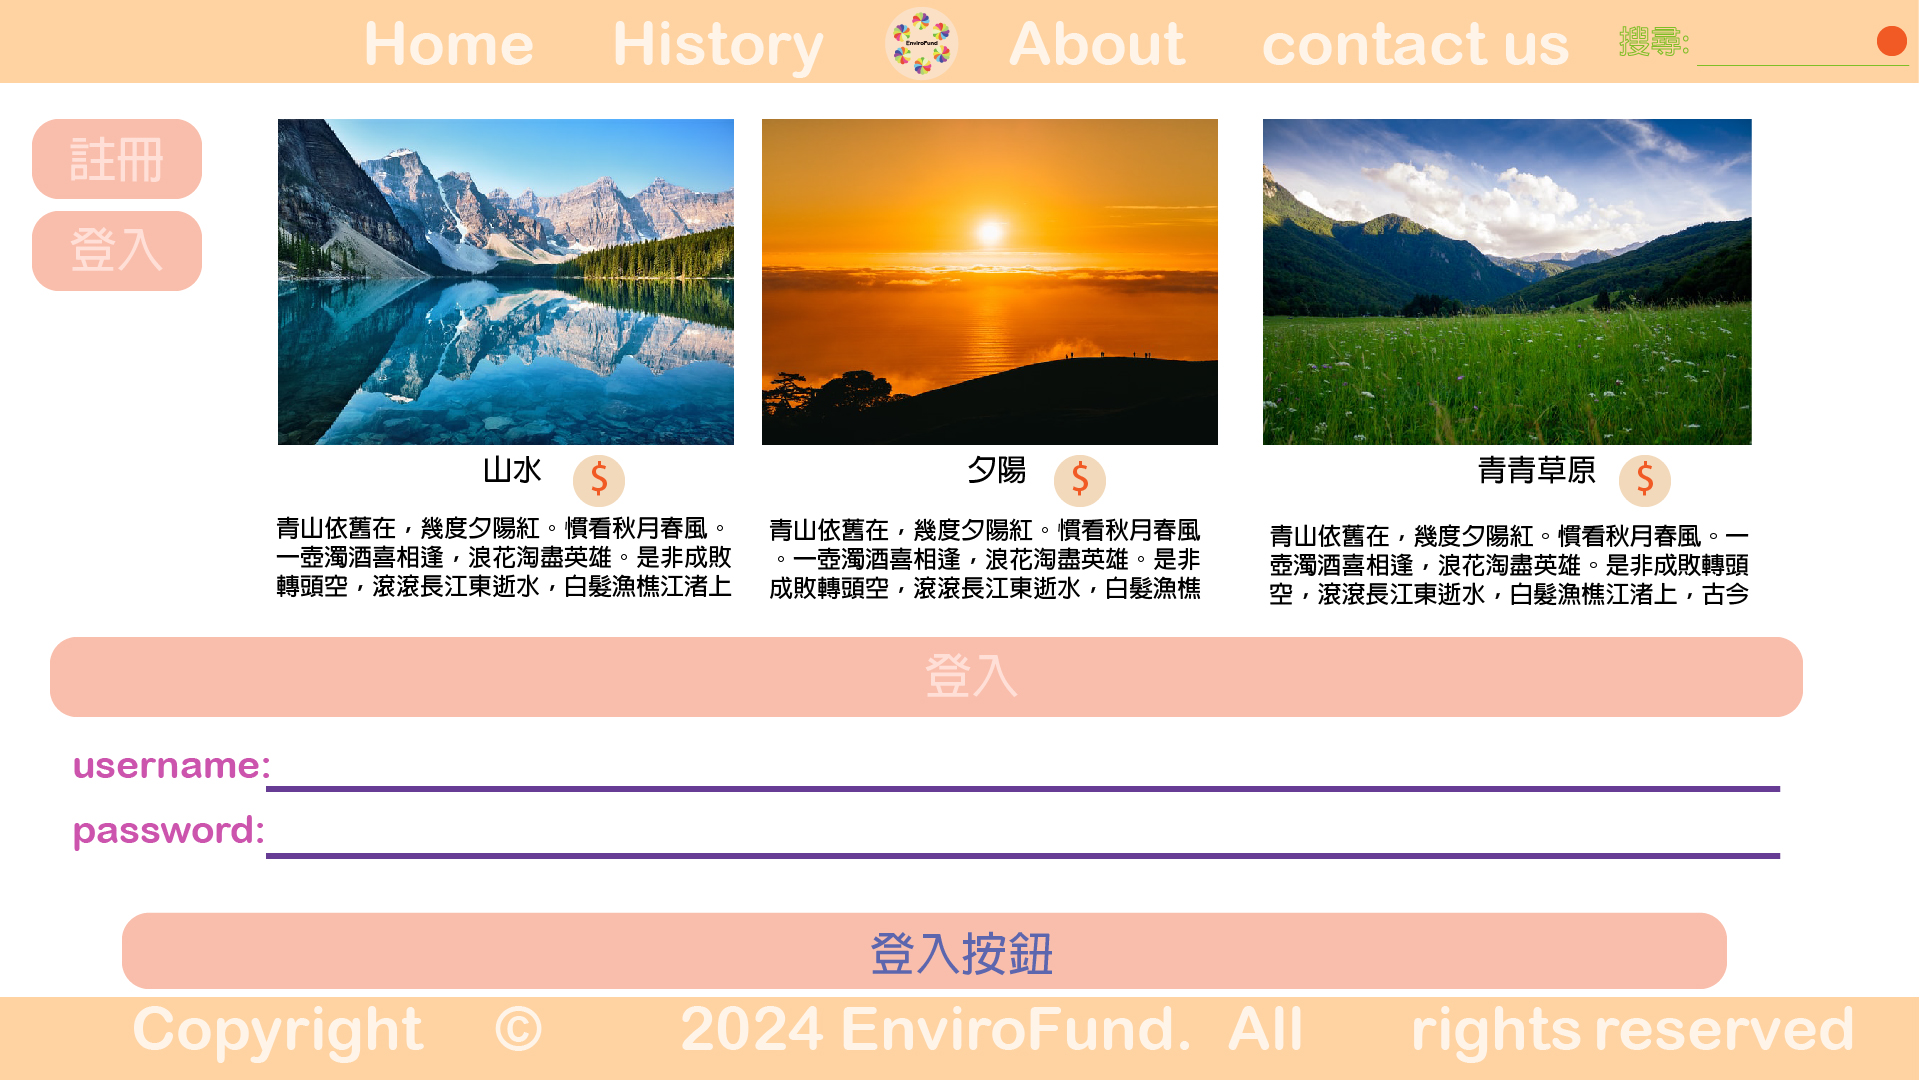 Home History EnviroFund About contact us 搜尋:
註冊
登入
山水 $
青山依舊在，幾度夕陽紅。慣看秋月春風。
一壺濁酒喜相逢，浪花淘盡英雄。是非成敗
轉頭空，滾滾長江東逝水，白髮漁樵江渚上
夕陽 $
青山依舊在，幾度夕陽紅。慣看秋月春風
。一壺濁酒喜相逢，浪花淘盡英雄。是非
成敗轉頭空，滾滾長江東逝水，白髮漁樵
青青草原 $
青山依舊在，幾度夕陽紅。慣看秋月春風。一
壺濁酒喜相逢，浪花淘盡英雄。是非成敗轉頭
空，滾滾長江東逝水，白髮漁樵江渚上，古今
登入
username:
password:
登入按鈕
Copyright © 2024 EnviroFund. All rights reserved